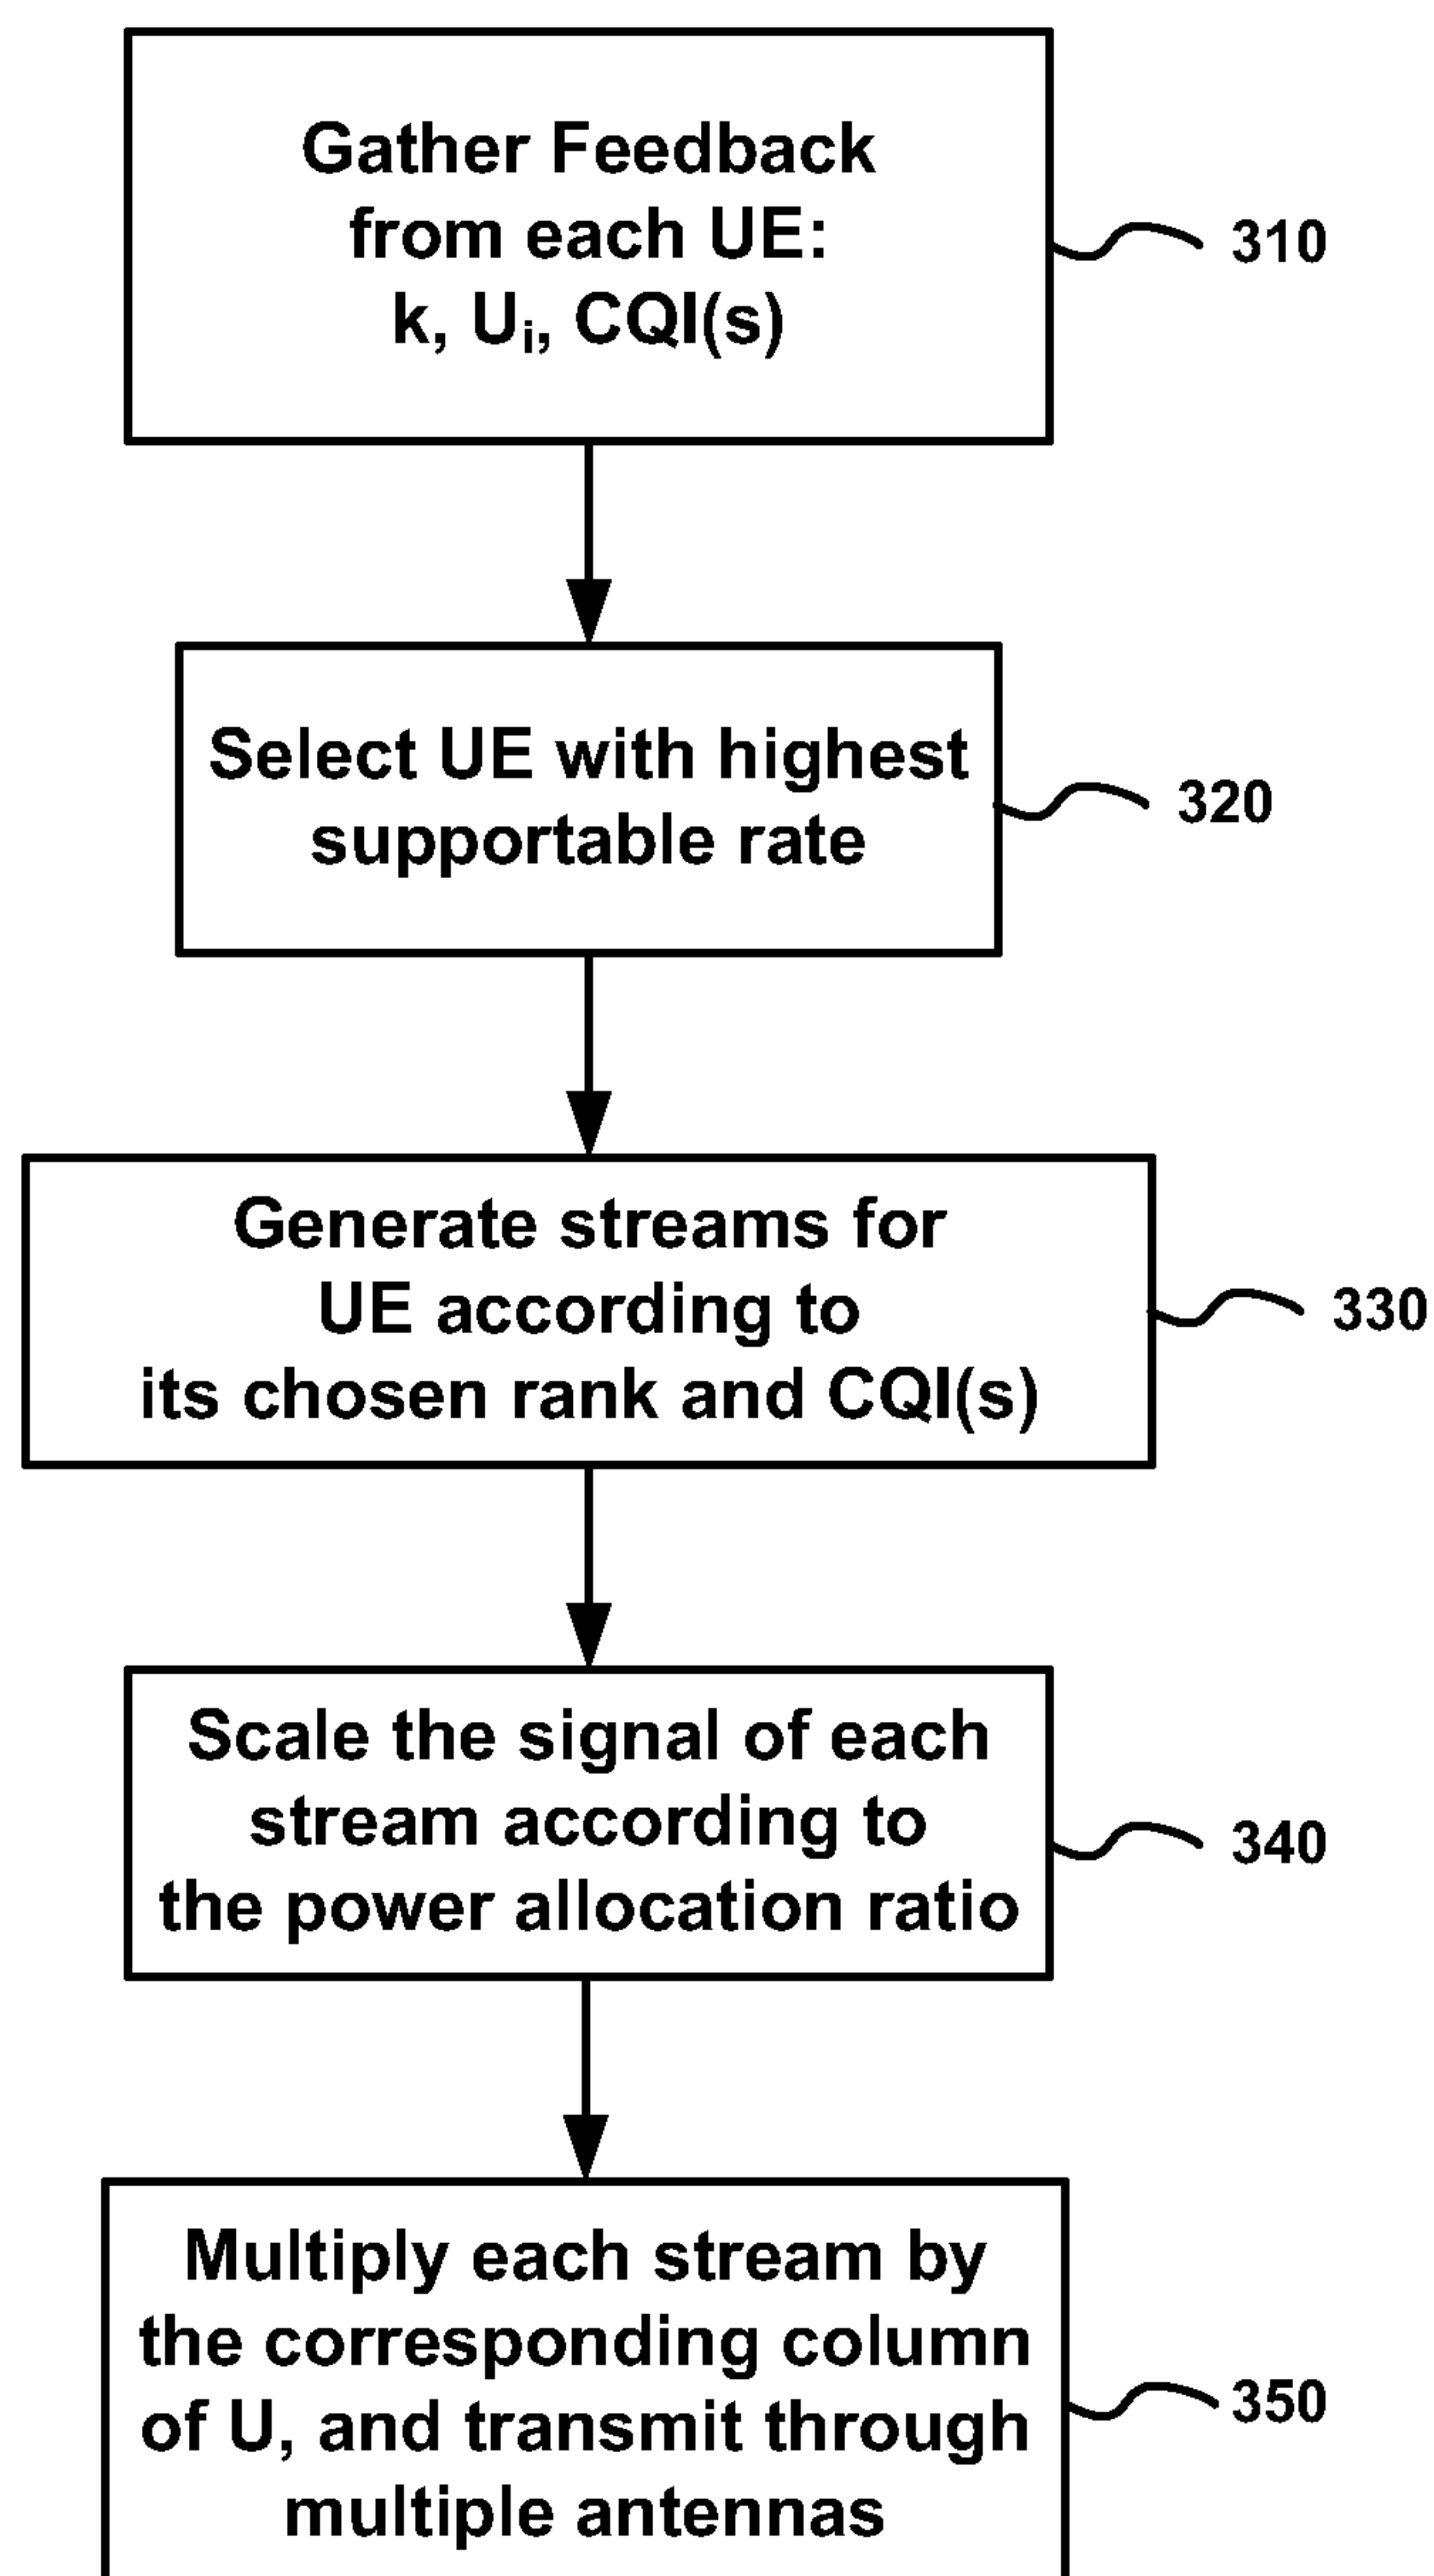 Gather Feedback
from each UE:
k, Uᵢ, CQI(s)
310
Select UE with highest
supportable rate
320
Generate streams for
UE according to
its chosen rank and CQI(s)
330
Scale the signal of each
stream according to
the power allocation ratio
340
Multiply each stream by
the corresponding column
of U, and transmit through
multiple antennas
350